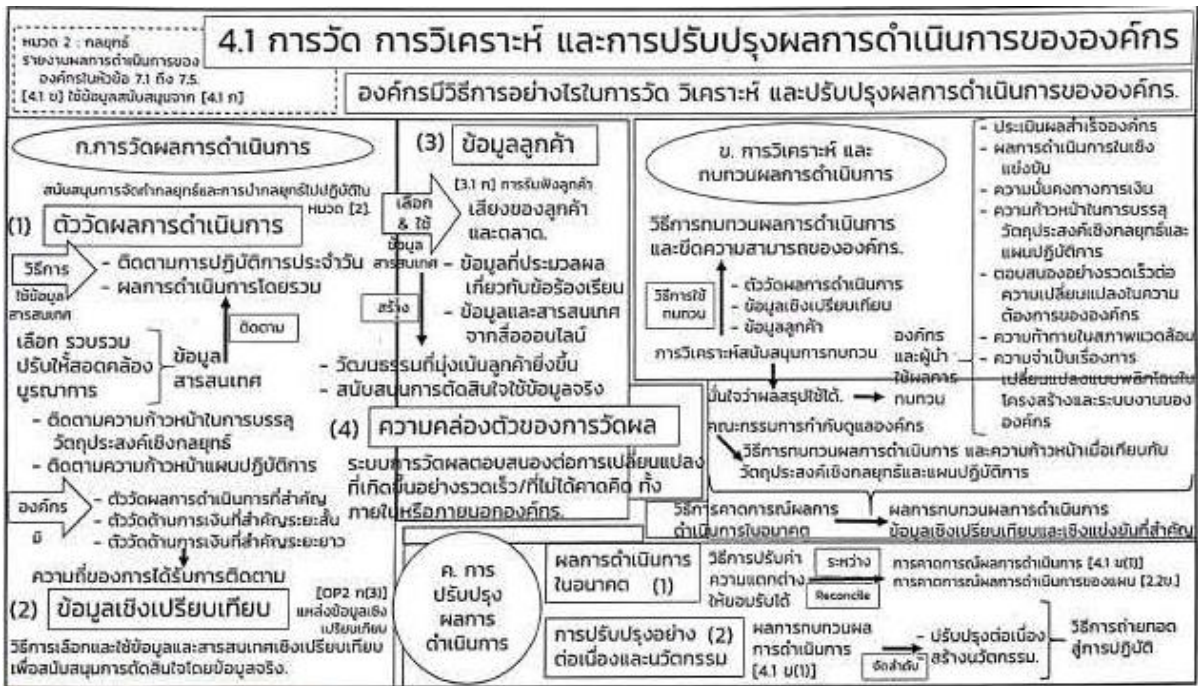 หมวด 2 : กลยุทธ์
รายงานผลการดำเนินการของ
องค์กรในหัวข้อ 7.1 ถึง 7.5.
[4.1 ข] ใช้ข้อมูลสนับสนุนจาก [4.1 ก]
4.1 การวัด การวิเคราะห์ และการปรับปรุงผลการดำเนินการขององค์กร
องค์กรมีวิธีการอย่างไรในการวัด วิเคราะห์ และปรับปรุงผลการดำเนินการขององค์กร.
ก.การวัดผลการดำเนินการ
สนับสนุนการจัดทำกลยุทธ์และการนำกลยุทธ์ไปปฏิบัติใน
หมวด [2].
(1) ตัววัดผลการดำเนินการ
วิธีการ
ใช้ข้อมูล
สารสนเทศ
- ติดตามการปฏิบัติการประจำวัน
- ผลการดำเนินการโดยรวม
ติดตาม
เลือก รวบรวม
ปรับให้สอดคล้อง
บูรณาการ
ข้อมูล
สารสนเทศ
- ติดตามความก้าวหน้าในการบรรลุ
วัตถุประสงค์เชิงกลยุทธ์
- ติดตามความก้าวหน้าแผนปฏิบัติการ
องค์กร
มี
- ตัววัดผลการดำเนินการที่สำคัญ
- ตัววัดด้านการเงินที่สำคัญระยะสั้น
- ตัววัดด้านการเงินที่สำคัญระยะยาว
ความถี่ของการได้รับการติดตาม
(2) ข้อมูลเชิงเปรียบเทียบ
[OP2 ก(3)]
แหล่งข้อมูลเชิง
เปรียบเทียบ
วิธีการเลือกและใช้ข้อมูลและสารสนเทศเชิงเปรียบเทียบ
เพื่อสนับสนุนการตัดสินใจโดยข้อมูลจริง.
(3) ข้อมูลลูกค้า
เลือก
& ใช้
ข้อมูล
สารสนเทศ
[3.1 ก] การรับฟังลูกค้า
เสียงของลูกค้า
และตลาด.
- ข้อมูลที่ประมวลผล
เกี่ยวกับข้อร้องเรียน
- ข้อมูลและสารสนเทศ
จากสื่อออนไลน์
สร้าง
- วัฒนธรรมที่มุ่งเน้นลูกค้ายิ่งขึ้น
- สนับสนุนการตัดสินใจใช้ข้อมูลจริง
(4) ความคล่องตัวของการวัดผล
ระบบการวัดผลตอบสนองต่อการเปลี่ยนแปลง
ที่เกิดขึ้นอย่างรวดเร็ว/ที่ไม่ได้คาดคิด ทั้ง
ภายในหรือภายนอกองค์กร.
ข. การวิเคราะห์ และ
ทบทวนผลการดำเนินการ
วิธีการทบทวนผลการดำเนินการ
และขีดความสามารถขององค์กร.
วิธีการใช้
ทบทวน
- ตัววัดผลการดำเนินการ
- ข้อมูลเชิงเปรียบเทียบ
- ข้อมูลลูกค้า
การวิเคราะห์สนับสนุนการทบทวน
มั่นใจว่าผลสรุปใช้ได้.
องค์กร
และผู้นำ
ใช้ผลการ
ทบทวน
- ประเมินผลสำเร็จองค์กร
- ผลการดำเนินการในเชิง
แข่งขัน
- ความมั่นคงทางการเงิน
- ความก้าวหน้าในการบรรลุ
วัตถุประสงค์เชิงกลยุทธ์และ
แผนปฏิบัติการ
- ตอบสนองอย่างรวดเร็วต่อ
ความเปลี่ยนแปลงในความ
ต้องการขององค์กร
- ความท้าทายในสภาพแวดล้อม
- ความจำเป็นเรื่องการ
เปลี่ยนแปลงแบบพลิกโฉมใน
โครงสร้างและระบบงานของ
องค์กร
คณะกรรมการกำกับดูแลองค์กร
วิธีการทบทวนผลการดำเนินการ และความก้าวหน้าเมื่อเทียบกับ
วัตถุประสงค์เชิงกลยุทธ์และแผนปฏิบัติการ
วิธีการคาดการณ์ผลการ
ดำเนินการในอนาคต
ผลการทบทวนผลการดำเนินการ
ข้อมูลเชิงเปรียบเทียบและเชิงแข่งขันที่สำคัญ
ค. การ
ปรับปรุง
ผลการ
ดำเนินการ
ผลการดำเนินการ
ในอนาคต (1)
วิธีการปรับค่า
ความแตกต่าง
ให้ยอมรับได้
ระหว่าง
Reconcile
การคาดการณ์ผลการดำเนินการ [4.1 ข(1)]
การคาดการณ์ผลการดำเนินการของแผน [2.2ข.]
การปรับปรุงอย่าง (2)
ต่อเนื่องและนวัตกรรม
ผลการทบทวนผล
การดำเนินการ
[4.1 ข(1)]
จัดลำดับ
- ปรับปรุงต่อเนื่อง
- สร้างนวัตกรรม.
วิธีการถ่ายทอด
สู่การปฏิบัติ